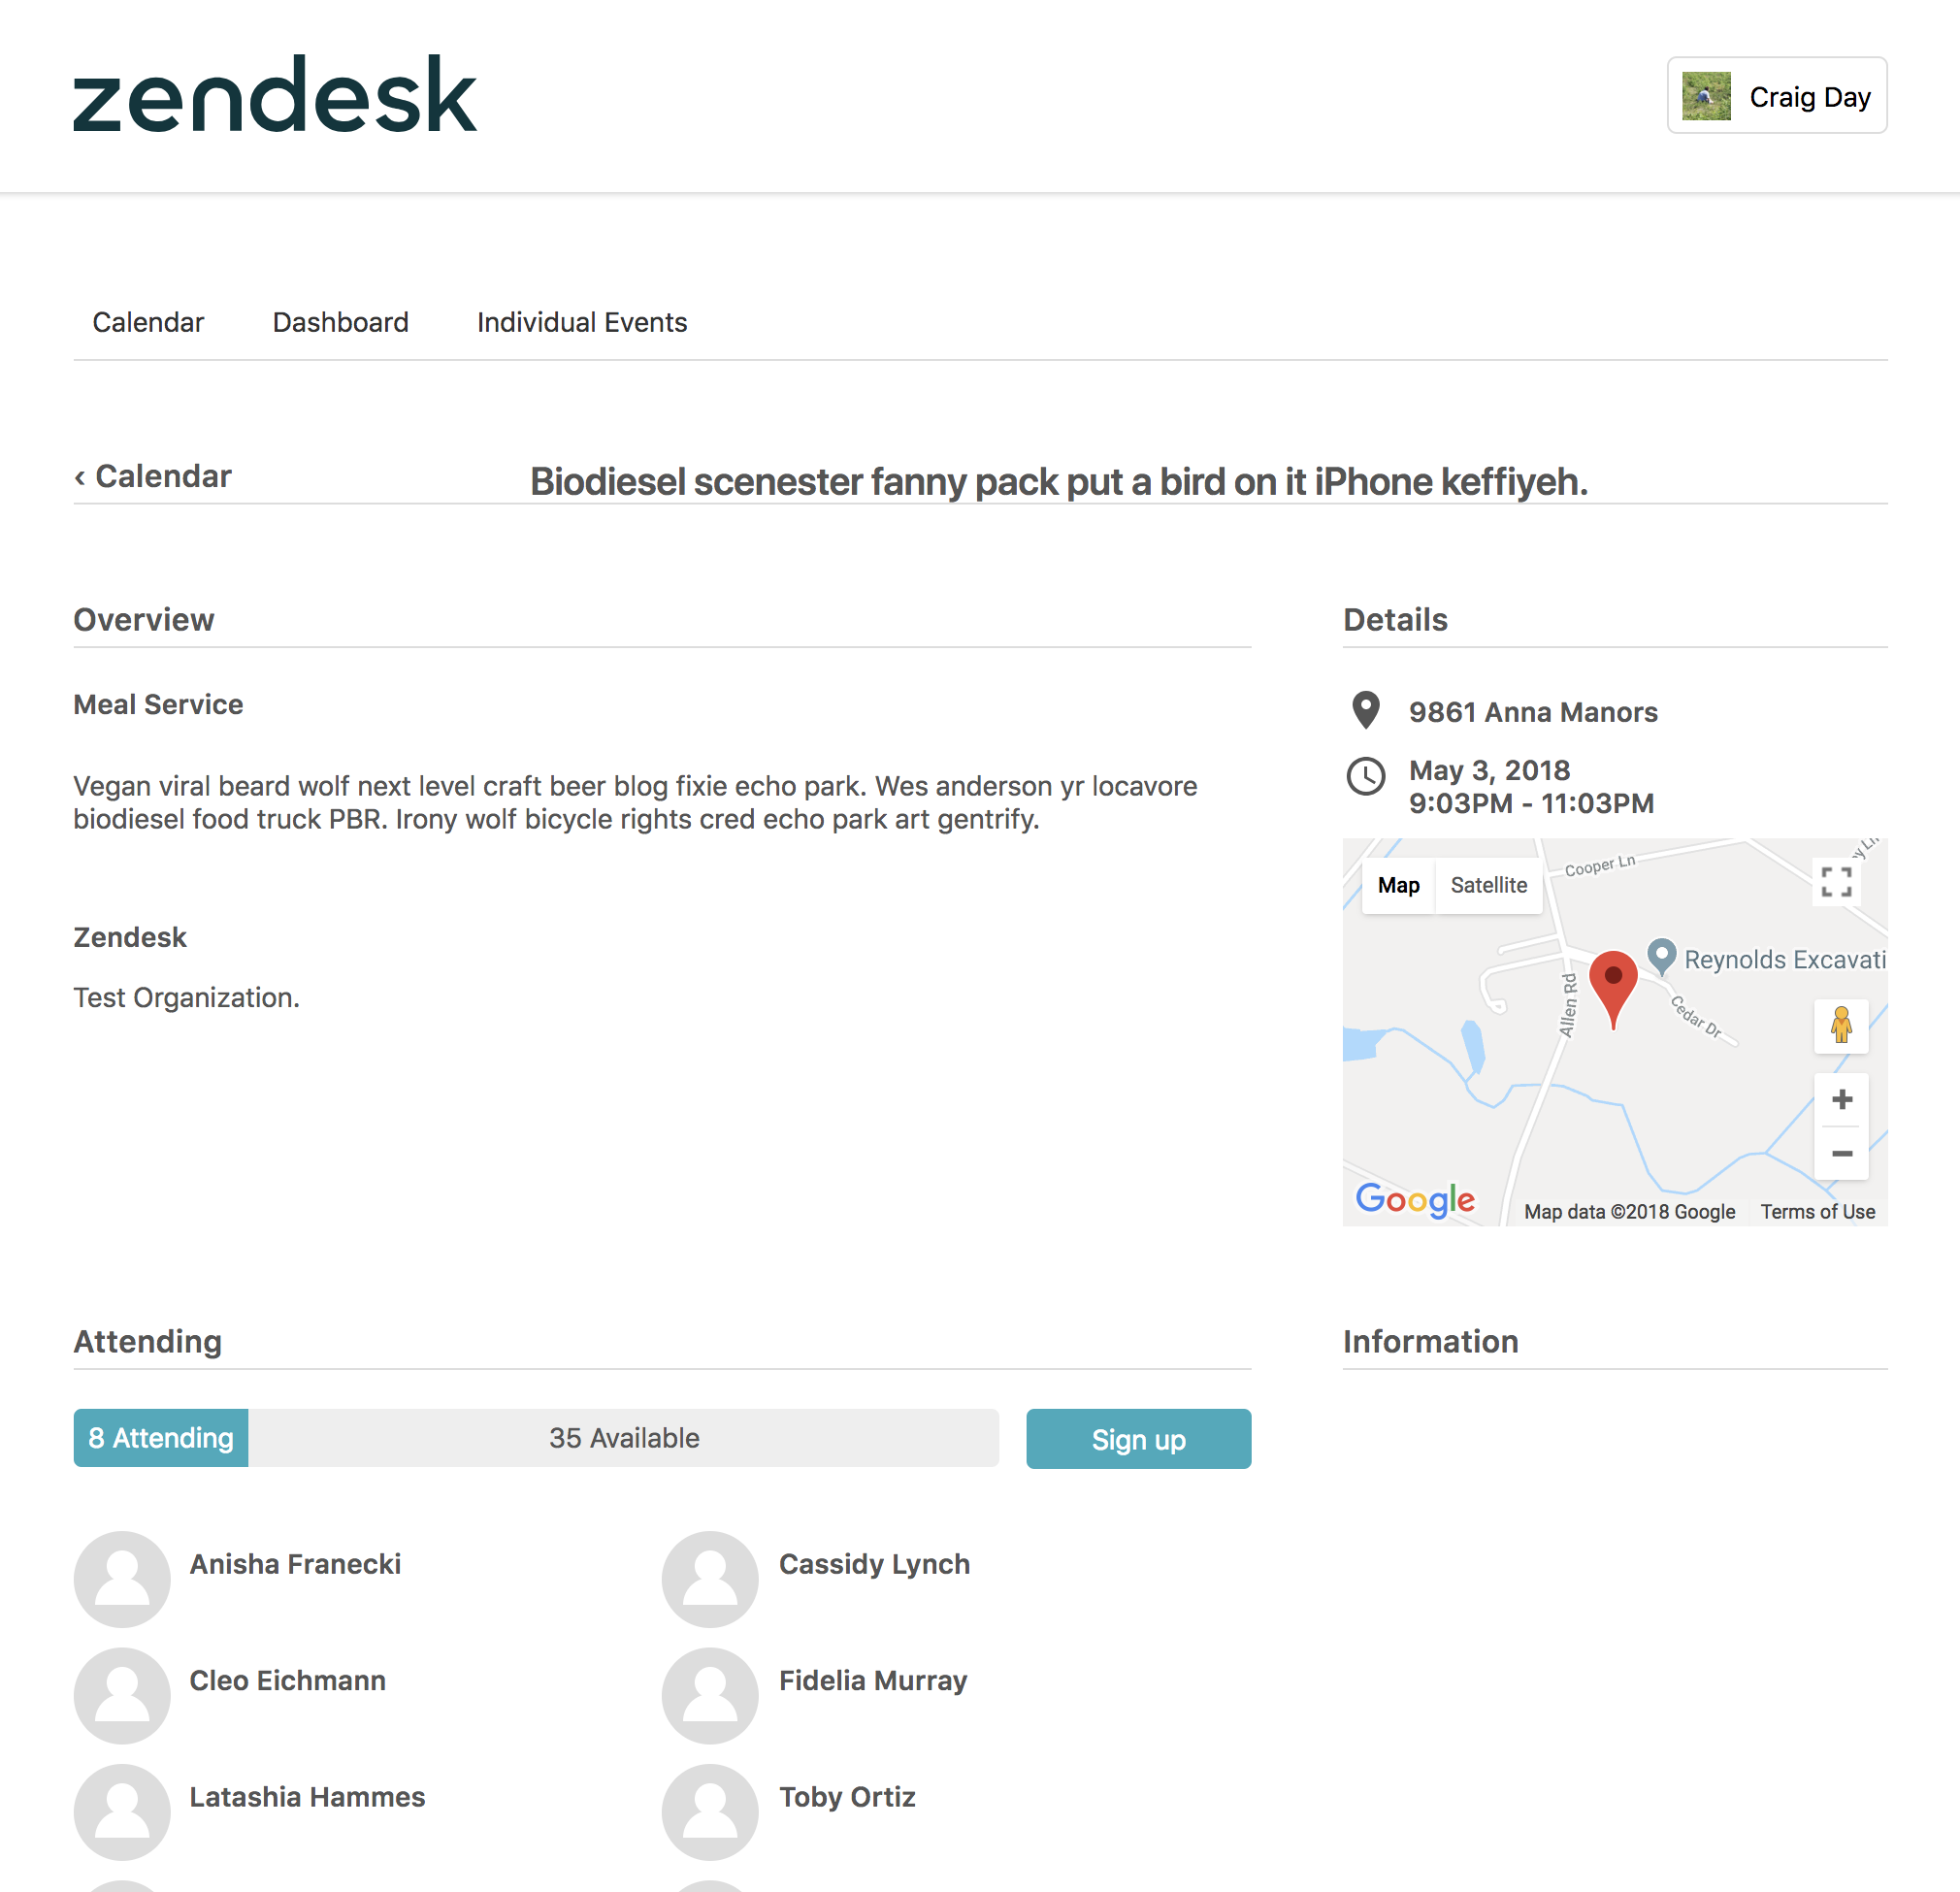 zendesk
Craig Day
Calendar
Dashboard
Individual Events
‹ Calendar
Biodiesel scenester fanny pack put a bird on it iPhone keffiyeh.
Overview
Meal Service
Vegan viral beard wolf next level craft beer blog fixie echo park. Wes anderson yr locavore
biodiesel food truck PBR. Irony wolf bicycle rights cred echo park art gentrify.
Zendesk
Test Organization.
Details
9861 Anna Manors
May 3, 2018
9:03PM - 11:03PM
Map
Satellite
Cooper Ln
y Ln
Reynolds Excavati
Allen Rd
Cedar Dr
Google
Map data ©2018 Google
Terms of Use
Attending
8 Attending
35 Available
Sign up
Anisha Franecki
Cassidy Lynch
Cleo Eichmann
Fidelia Murray
Latashia Hammes
Toby Ortiz
Information